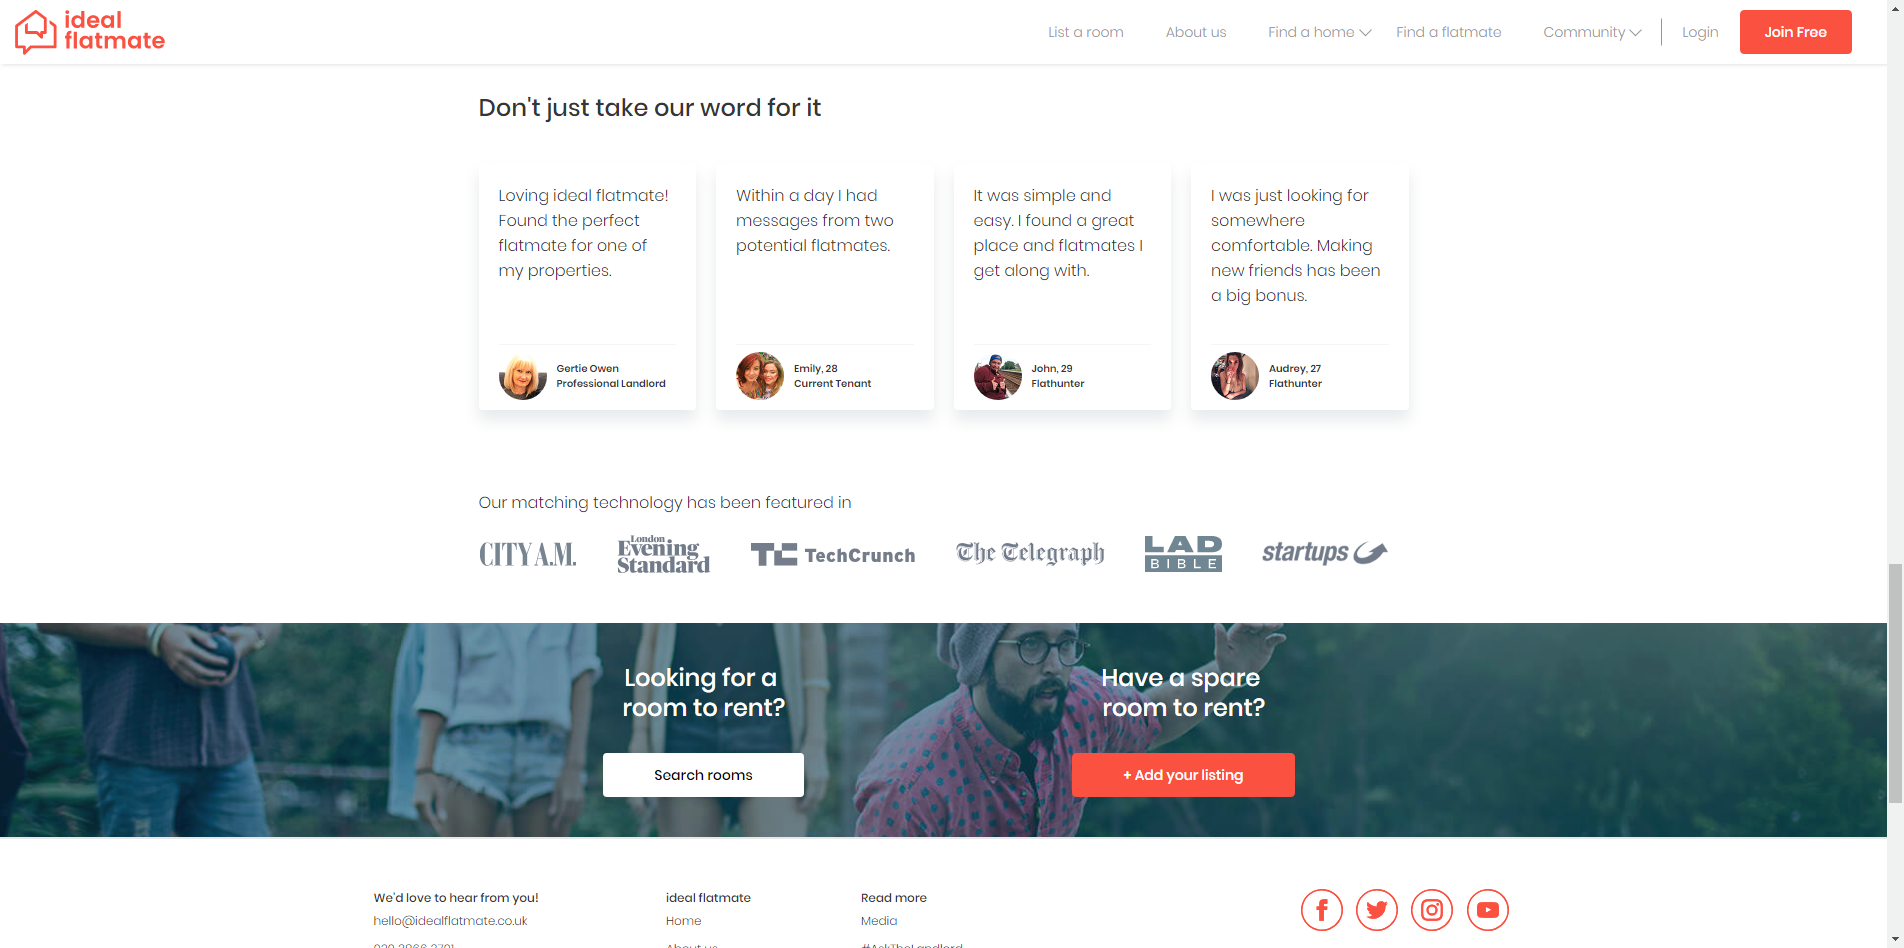 ideal
flatmate
List a room
About us
Find a home
Find a flatmate
Community
Login
Join Free
Don't just take our word for it
Loving ideal flatmate!
Found the perfect
flatmate for one of
my properties.
Gertie Owen
Professional Landlord
Within a day I had
messages from two
potential flatmates.
Emily, 28
Current Tenant
It was simple and
easy. I found a great
place and flatmates I
get along with.
John, 29
Flathunter
I was just looking for
somewhere
comfortable. Making
new friends has been
a big bonus.
Audrey, 27
Flathunter
Our matching technology has been featured in
CITY A.M.
London
Evening
Standard
TC TechCrunch
The Telegraph
LAD
BIBLE
startups
Looking for a
room to rent?
Search rooms
Have a spare
room to rent?
+ Add your listing
We'd love to hear from you!
hello@idealflatmate.co.uk
ideal flatmate
Home
About us
Read more
Media
#AskTheLandlord